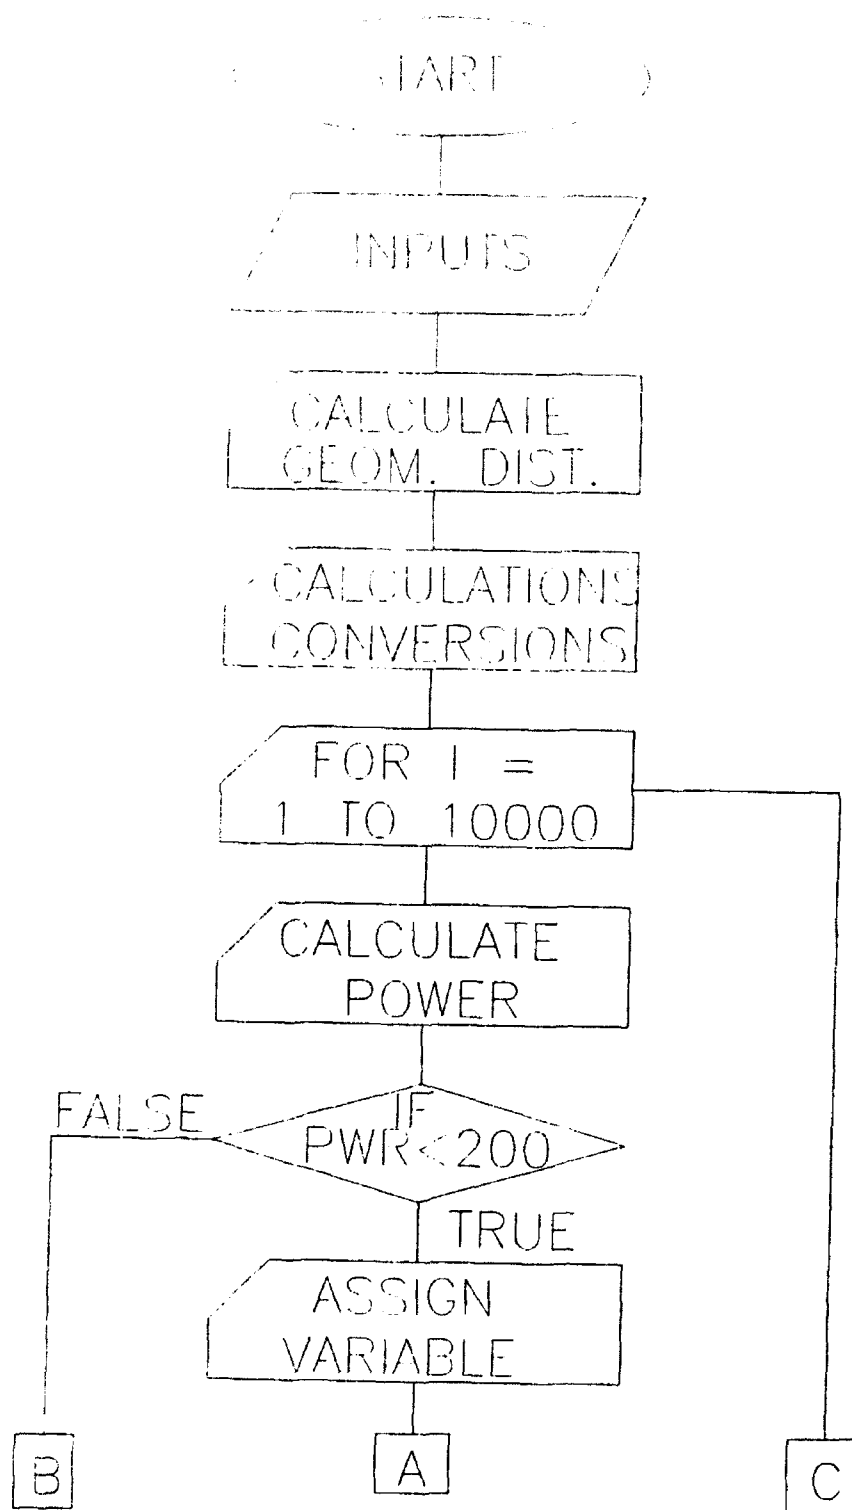 START
INPUTS
CALCULATE
GEOM. DIST.
CALCULATIONS
CONVERSIONS
FOR I =
1 TO 10000
CALCULATE
POWER
FALSE
IF
PWR<200
TRUE
ASSIGN
VARIABLE
B
A
C